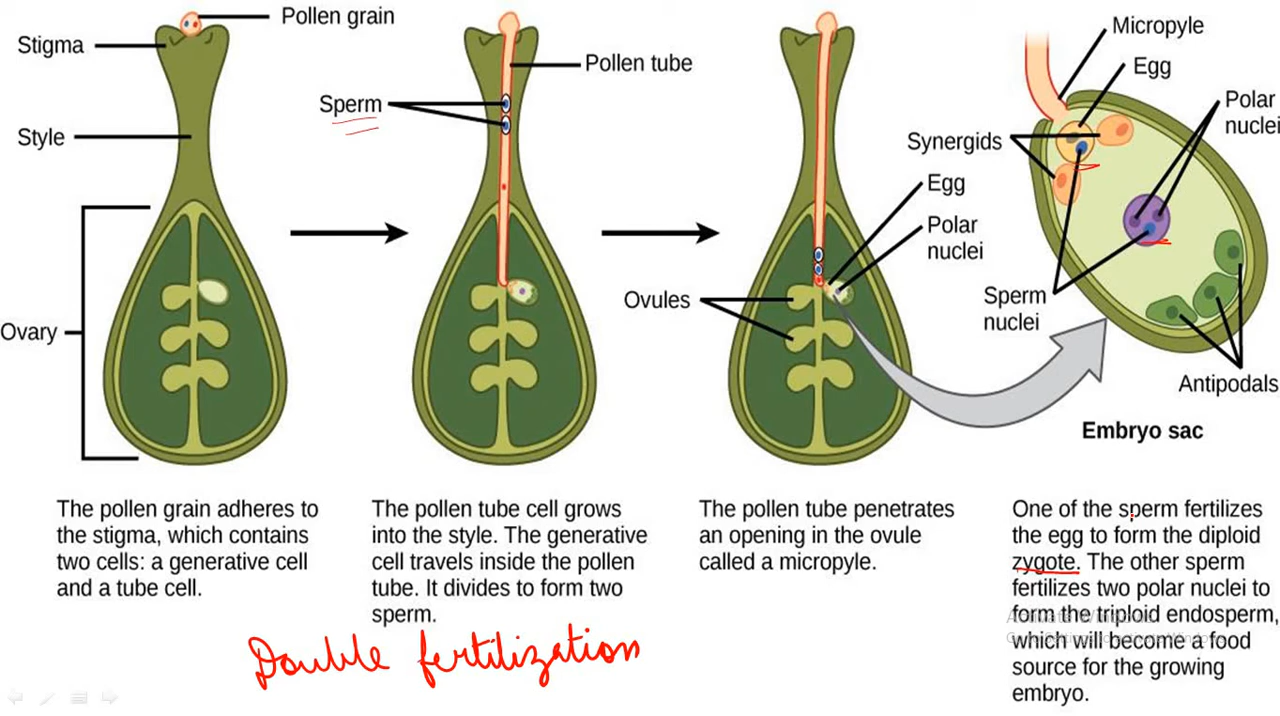 Pollen grain
Stigma
Style
Ovary
Sperm
Pollen tube
Ovules
Egg
Polar
nuclei
Micropyle
Egg
Polar
nuclei
Synergids
Sperm
nuclei
Antipodals
Embryo sac
The pollen grain adheres to
the stigma, which contains
two cells: a generative cell
and a tube cell.
The pollen tube cell grows
into the style. The generative
cell travels inside the pollen
tube. It divides to form two
sperm.
The pollen tube penetrates
an opening in the ovule
called a micropyle.
One of the sperm fertilizes
the egg to form the diploid
zygote. The other sperm
fertilizes two polar nuclei to
form the triploid endosperm,
which will become a food
source for the growing
embryo.
Double fertilization
Activate Windows